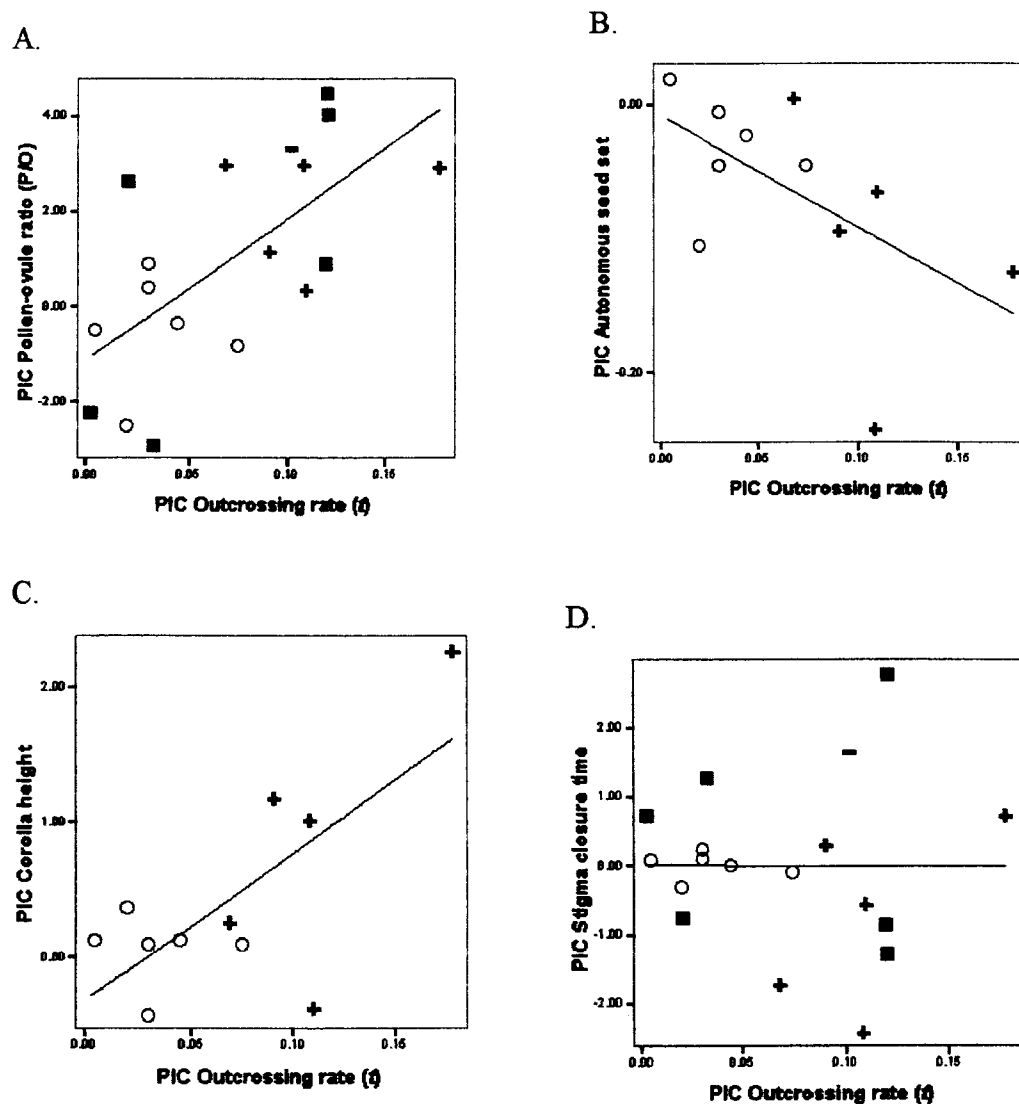 A.
4.00
2.00
0.00
-2.00
PIC Pollen-ovule ratio (P/O)
0.00
0.05
0.10
0.15
PIC Outcrossing rate (t)
B.
0.00
-0.20
PIC Autonomous seed set
0.00
0.05
0.10
0.15
PIC Outcrossing rate (t)
C.
2.00
1.00
0.00
PIC Corolla height
0.00
0.05
0.10
0.15
PIC Outcrossing rate (t)
D.
2.00
1.00
0.00
-1.00
-2.00
PIC Stigma closure time
0.00
0.05
0.10
0.15
PIC Outcrossing rate (t)